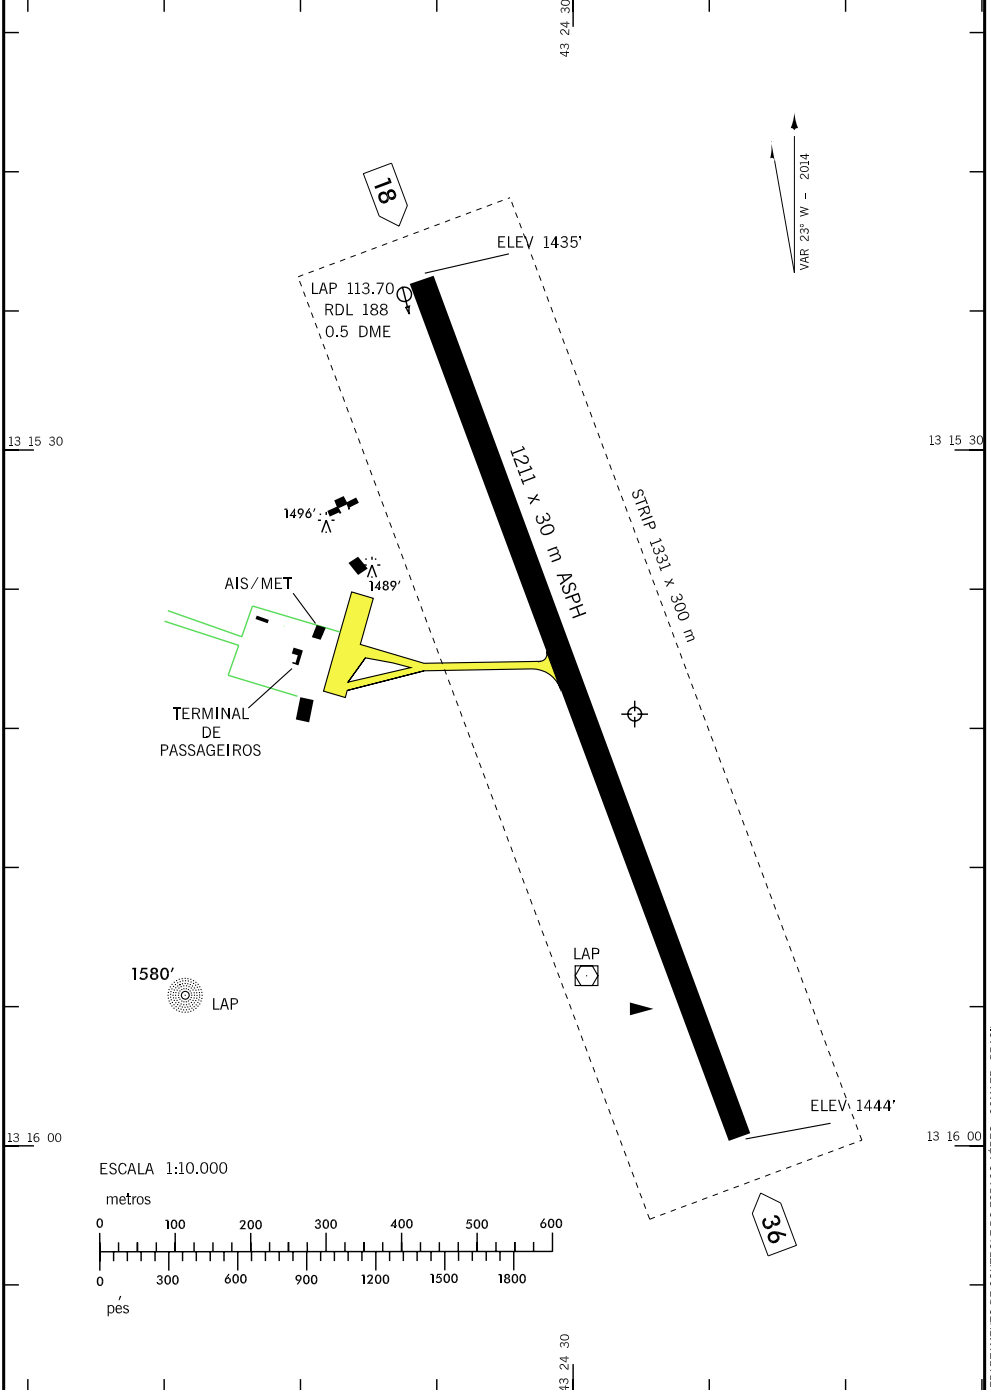 43 24 30
VAR 23° W - 2014
18
ELEV 1435'
LAP 113.70
RDL 188
0.5 DME
13 15 30
13 15 30
1211 x 30 m ASPH
STRIP 1331 x 300 m
1496'
1489'
AIS/MET
TERMINAL
DE
PASSAGEIROS
LAP
1580'
LAP
ELEV 1444'
13 16 00
13 16 00
36
ESCALA 1:10.000
metros
0 100 200 300 400 500 600
0 300 600 900 1200 1500 1800
pés
43 24 30